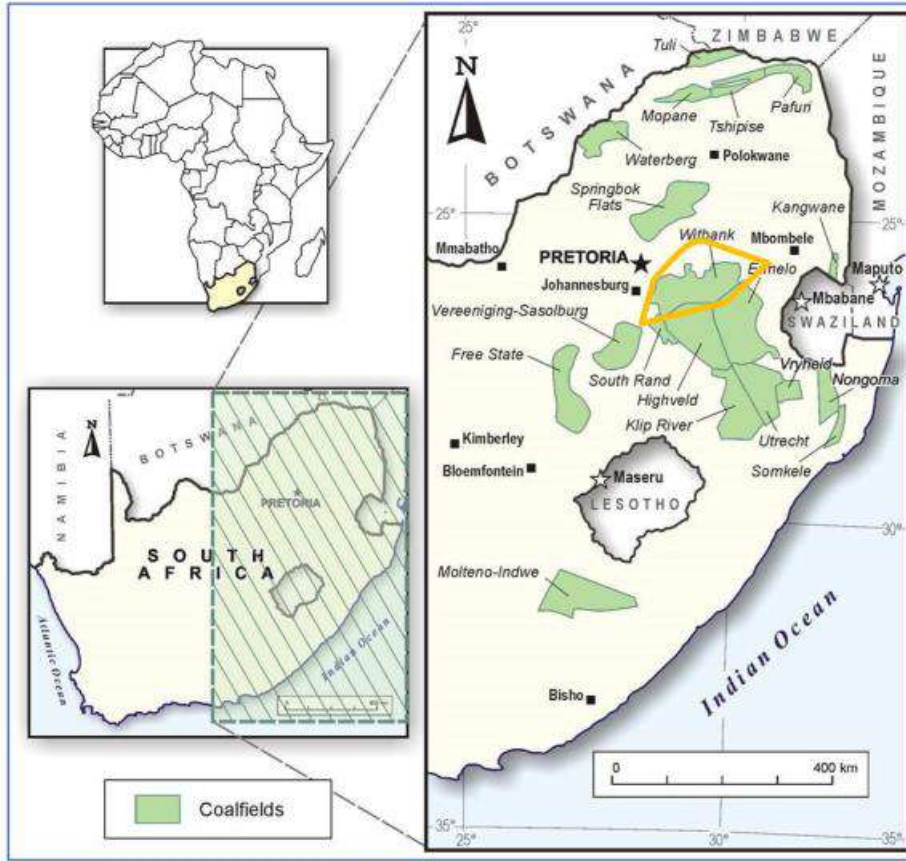 25°
30°
ZIMBABWE
Tuli
N
BOTSWANA
MOZAMBIQUE
Mopane
Pafuri
Tshipise
Waterberg
Polokwane
Springbok
Flats
25°
25°
Kangwane
Witbank
Mbombele
Mmabatho
PRETORIA
Ermelo
Maputo
Johannesburg
Mbabane
SWAZILAND
Vereeniging-Sasolburg
Free State
Vryheid
Nongoma
South Rand
Highveld
Klip River
Utrecht
Somkele
Kimberley
Bloemfontein
Maseru
LESOTHO
30°
Molteno-Indwe
Indian Ocean
Bisho
0 400 km
35°
25°
30°
35°
N
NAMIBIA
BOTSWANA
PRETORIA
SOUTH
AFRICA
Atlantic Ocean
Indian Ocean
Coalfields